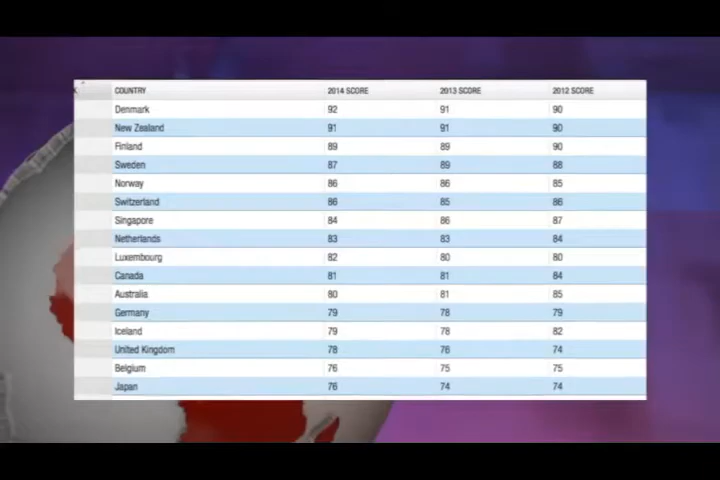 COUNTRY 2014 SCORE 2013 SCORE 2012 SCORE
Denmark 92 91 90
New Zealand 91 91 90
Finland 89 89 90
Sweden 87 89 88
Norway 86 86 85
Switzerland 86 85 86
Singapore 84 86 87
Netherlands 83 83 84
Luxembourg 82 80 80
Canada 81 81 84
Australia 80 81 85
Germany 79 78 79
Iceland 79 78 82
United Kingdom 78 76 74
Belgium 76 75 75
Japan 76 74 74